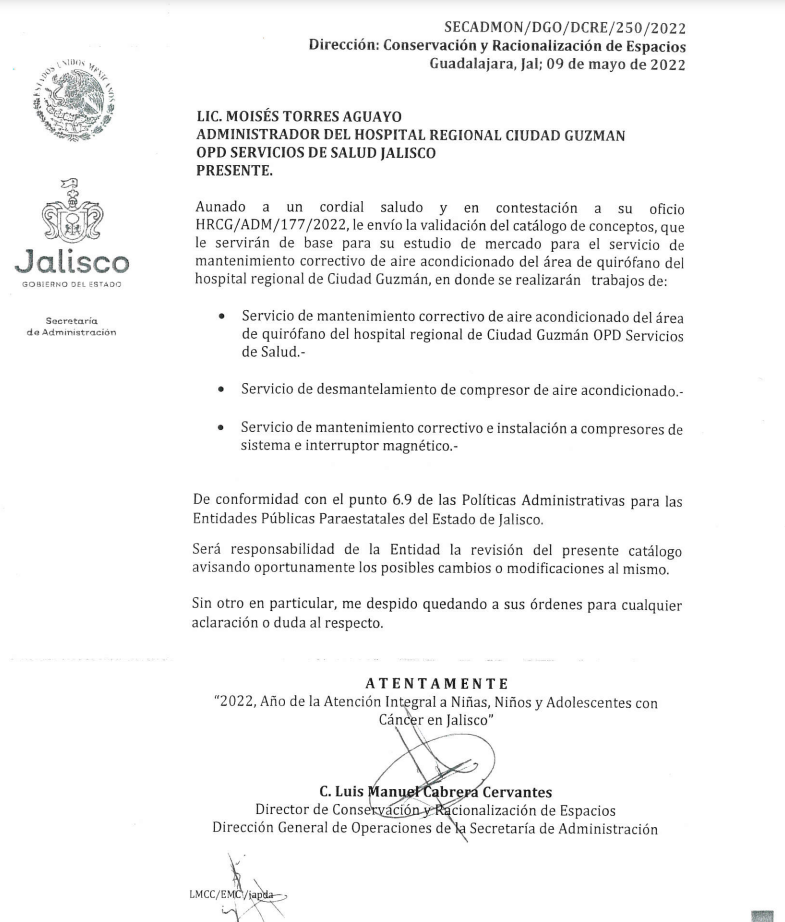 SECADMON/DGO/DCRE/250/2022
Dirección: Conservación y Racionalización de Espacios
Guadalajara, Jal; 09 de mayo de 2022
ESTADOS UNIDOS MEXICANOS
Jalisco
GOBIERNO DEL ESTADO
Secretaría
de Administración
LIC. MOISÉS TORRES AGUAYO
ADMINISTRADOR DEL HOSPITAL REGIONAL CIUDAD GUZMAN
OPD SERVICIOS DE SALUD JALISCO
PRESENTE.
Aunado a un cordial saludo y en contestación a su oficio
HRCG/ADM/177/2022, le envío la validación del catálogo de conceptos, que
le servirán de base para su estudio de mercado para el servicio de
mantenimiento correctivo de aire acondicionado del área de quirófano del
hospital regional de Ciudad Guzmán, en donde se realizarán trabajos de:
• Servicio de mantenimiento correctivo de aire acondicionado del área
de quirófano del hospital regional de Ciudad Guzmán OPD Servicios
de Salud.-
• Servicio de desmantelamiento de compresor de aire acondicionado.-
• Servicio de mantenimiento correctivo e instalación a compresores de
sistema e interruptor magnético.-
De conformidad con el punto 6.9 de las Políticas Administrativas para las
Entidades Públicas Paraestatales del Estado de Jalisco.
Será responsabilidad de la Entidad la revisión del presente catálogo
avisando oportunamente los posibles cambios o modificaciones al mismo.
Sin otro en particular, me despido quedando a sus órdenes para cualquier
aclaración o duda al respecto.
A T E N T A M E N T E
"2022, Año de la Atención Integral a Niñas, Niños y Adolescentes con
Cáncer en Jalisco"
C. Luis Manuel Cabrera Cervantes
Director de Conservación y Racionalización de Espacios
Dirección General de Operaciones de la Secretaría de Administración
LMCC/EMC/japda